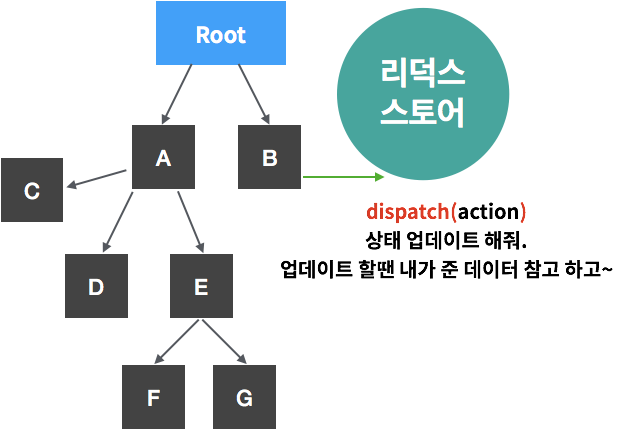 Root
리덕스
스토어
A
B
C
dispatch(action)
상태 업데이트 해줘.
업데이트 할땐 내가 준 데이터 참고 하고~
D
E
F
G